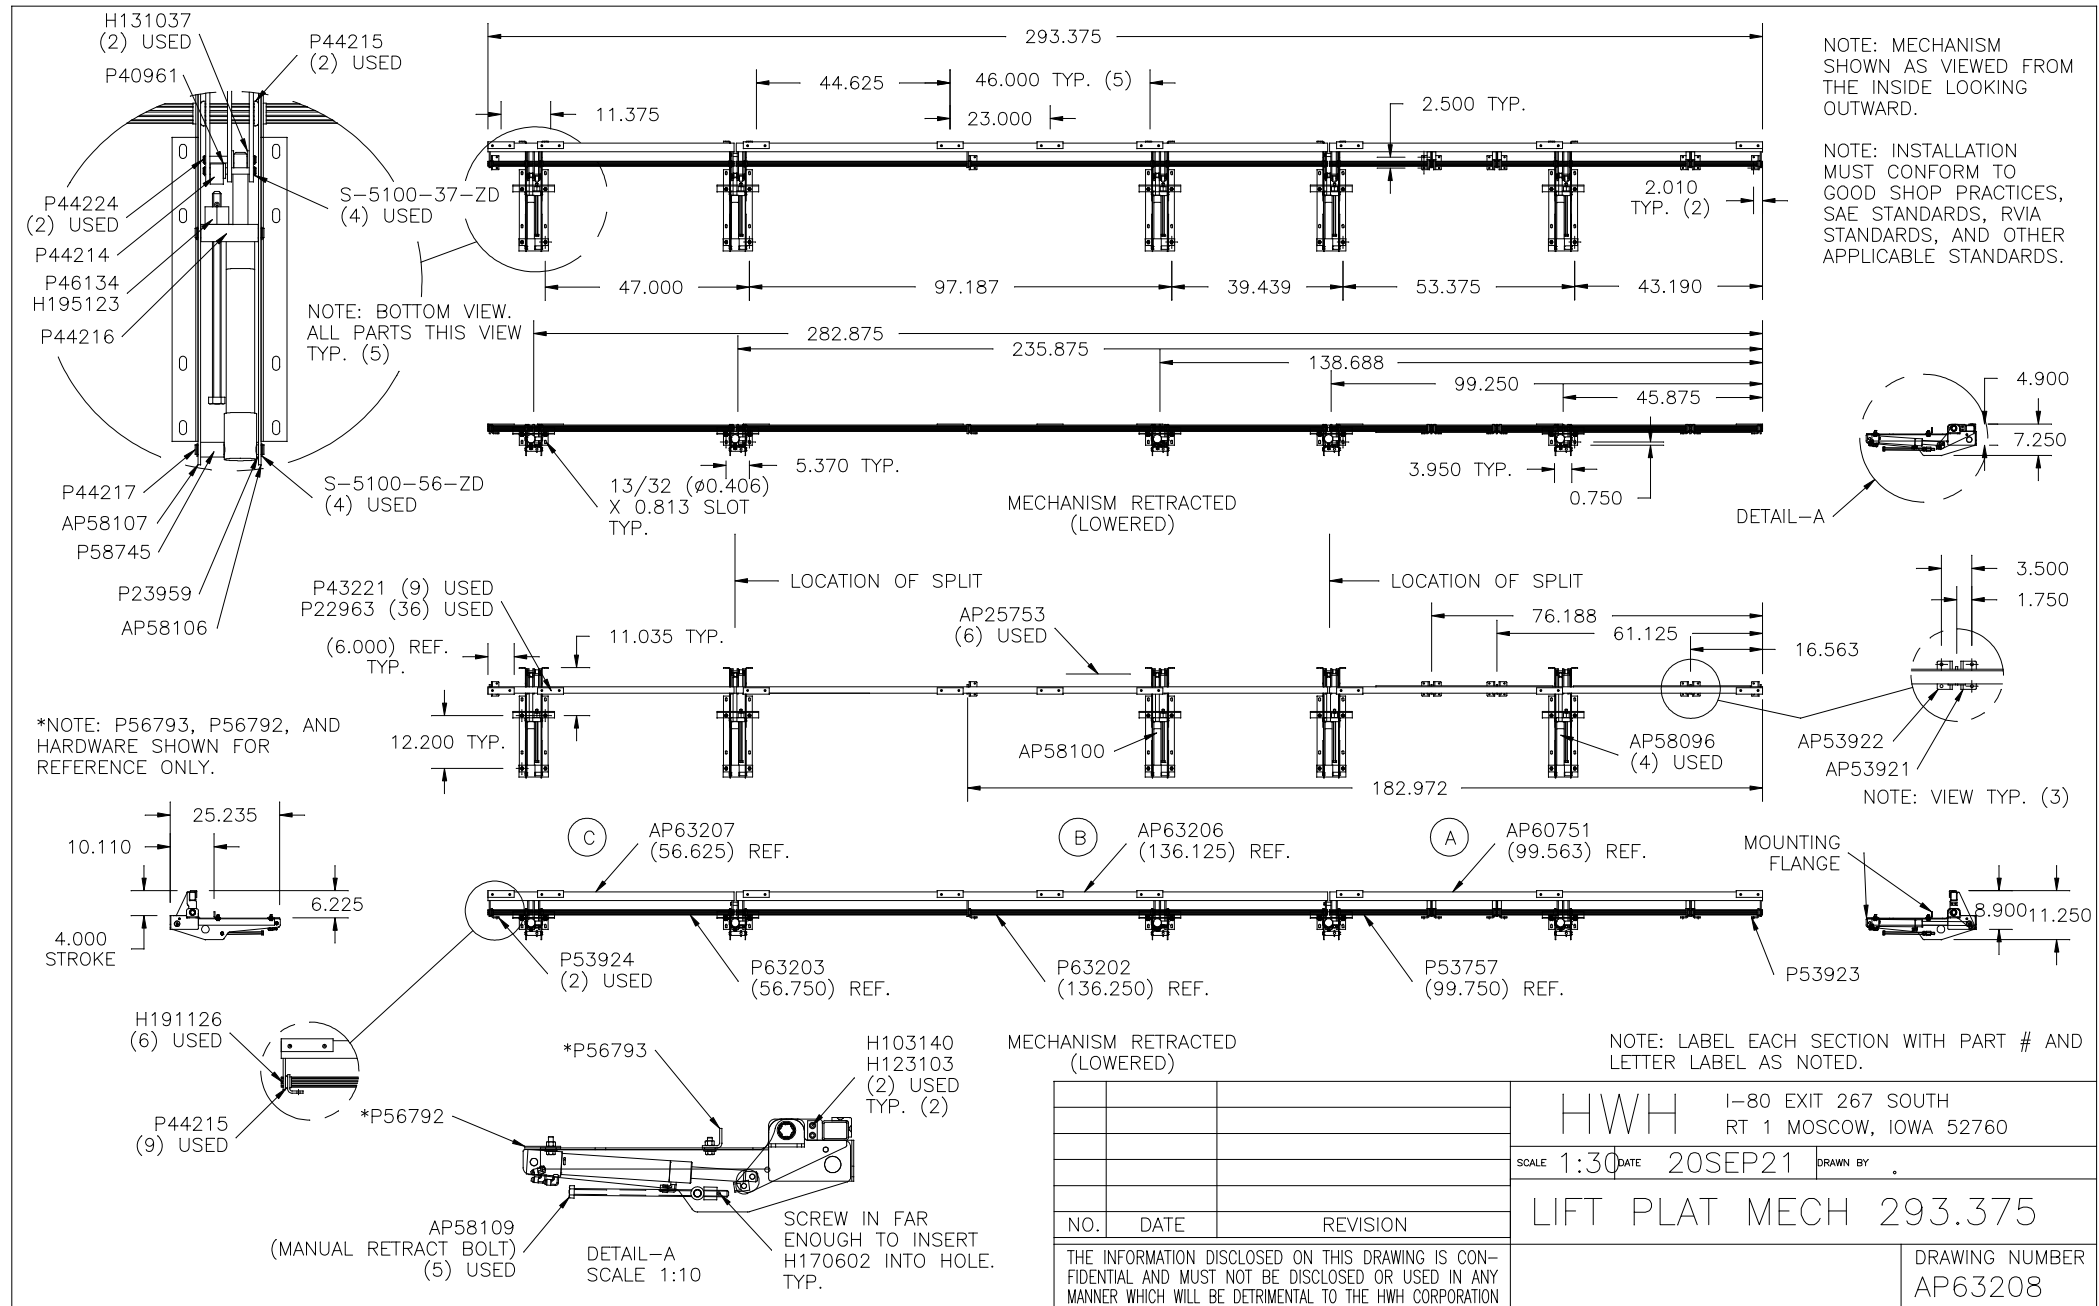 H131037
(2) USED
P44215
(2) USED
P40961
P44224
(2) USED
P44214
P46134
H195123
P44216
S-5100-37-ZD
(4) USED
NOTE: BOTTOM VIEW.
ALL PARTS THIS VIEW
TYP. (5)
P44217
AP58107
P58745
P23959
AP58106
S-5100-56-ZD
(4) USED
293.375
44.625
46.000 TYP. (5)
11.375
23.000
2.500 TYP.
2.010
TYP. (2)
47.000
97.187
39.439
53.375
43.190
NOTE: MECHANISM
SHOWN AS VIEWED FROM
THE INSIDE LOOKING
OUTWARD.
NOTE: INSTALLATION
MUST CONFORM TO
GOOD SHOP PRACTICES,
SAE STANDARDS, RVIA
STANDARDS, AND OTHER
APPLICABLE STANDARDS.
282.875
235.875
138.688
99.250
45.875
5.370 TYP.
13/32 (ø0.406)
X 0.813 SLOT
TYP.
3.950 TYP.
0.750
MECHANISM RETRACTED
(LOWERED)
4.900
7.250
DETAIL-A
LOCATION OF SPLIT
LOCATION OF SPLIT
P43221 (9) USED
P22963 (36) USED
(6.000) REF.
TYP.
11.035 TYP.
AP25753
(6) USED
76.188
61.125
16.563
3.500
1.750
12.200 TYP.
AP58100
AP58096
(4) USED
182.972
AP53922
AP53921
NOTE: VIEW TYP. (3)
*NOTE: P56793, P56792, AND
HARDWARE SHOWN FOR
REFERENCE ONLY.
25.235
10.110
6.225
4.000
STROKE
C
AP63207
(56.625) REF.
B
AP63206
(136.125) REF.
A
AP60751
(99.563) REF.
MOUNTING
FLANGE
8.900
11.250
P53924
(2) USED
P63203
(56.750) REF.
P63202
(136.250) REF.
P53757
(99.750) REF.
P53923
H191126
(6) USED
P44215
(9) USED
*P56793
*P56792
H103140
H123103
(2) USED
TYP. (2)
MECHANISM RETRACTED
(LOWERED)
AP58109
(MANUAL RETRACT BOLT)
(5) USED
DETAIL-A
SCALE 1:10
SCREW IN FAR
ENOUGH TO INSERT
H170602 INTO HOLE.
TYP.
NOTE: LABEL EACH SECTION WITH PART # AND
LETTER LABEL AS NOTED.
HWH
I-80 EXIT 267 SOUTH
RT 1 MOSCOW, IOWA 52760
SCALE 1:30 DATE 20SEP21 DRAWN BY .
LIFT PLAT MECH 293.375
NO. DATE REVISION
THE INFORMATION DISCLOSED ON THIS DRAWING IS CON-
FIDENTIAL AND MUST NOT BE DISCLOSED OR USED IN ANY
MANNER WHICH WILL BE DETRIMENTAL TO THE HWH CORPORATION
DRAWING NUMBER
AP63208